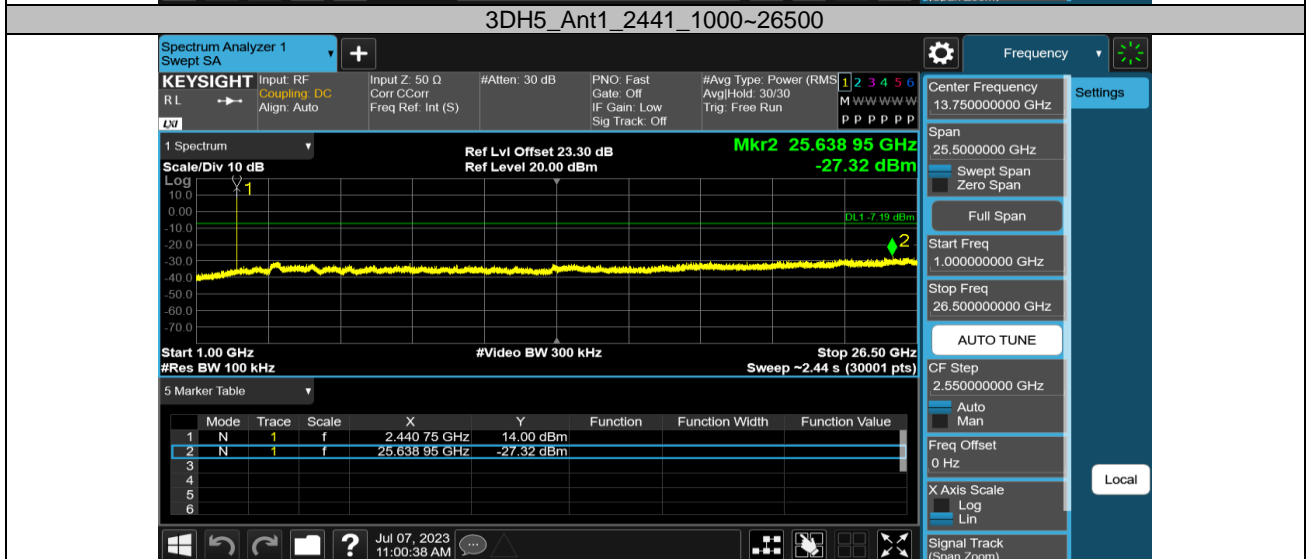 (Span Zoom)
3DH5_Ant1_2441_1000~26500
Spectrum Analyzer 1
Swept SA
+
Frequency
KEYSIGHT
RL
LXI
Input: RF
Coupling: DC
Align: Auto
Input Z: 50 Ω
Corr CCorr
Freq Ref: Int (S)
#Atten: 30 dB
PNO: Fast
Gate: Off
IF Gain: Low
Sig Track: Off
#Avg Type: Power (RMS
Avg|Hold: 30/30
Trig: Free Run
1 2 3 4 5 6
M W W W W W
P P P P P P
1 Spectrum
Scale/Div 10 dB
Ref Lvl Offset 23.30 dB
Ref Level 20.00 dBm
Mkr2 25.638 95 GHz
-27.32 dBm
Log
10.0
0.00
-10.0
-20.0
-30.0
-40.0
-50.0
-60.0
-70.0
1
DL1 -7.19 dBm
2
Start 1.00 GHz
#Res BW 100 kHz
#Video BW 300 kHz
Stop 26.50 GHz
Sweep ~2.44 s (30001 pts)
5 Marker Table
Mode Trace Scale X Y Function Function Width Function Value
1 N 1 f 2.440 75 GHz 14.00 dBm
2 N 1 f 25.638 95 GHz -27.32 dBm
3
4
5
6
?
Jul 07, 2023
11:00:38 AM
Center Frequency
13.750000000 GHz
Span
25.5000000 GHz
Swept Span
Zero Span
Full Span
Start Freq
1.000000000 GHz
Stop Freq
26.500000000 GHz
AUTO TUNE
CF Step
2.550000000 GHz
Auto
Man
Freq Offset
0 Hz
X Axis Scale
Log
Lin
Signal Track
(Span Zoom)
Settings
Local